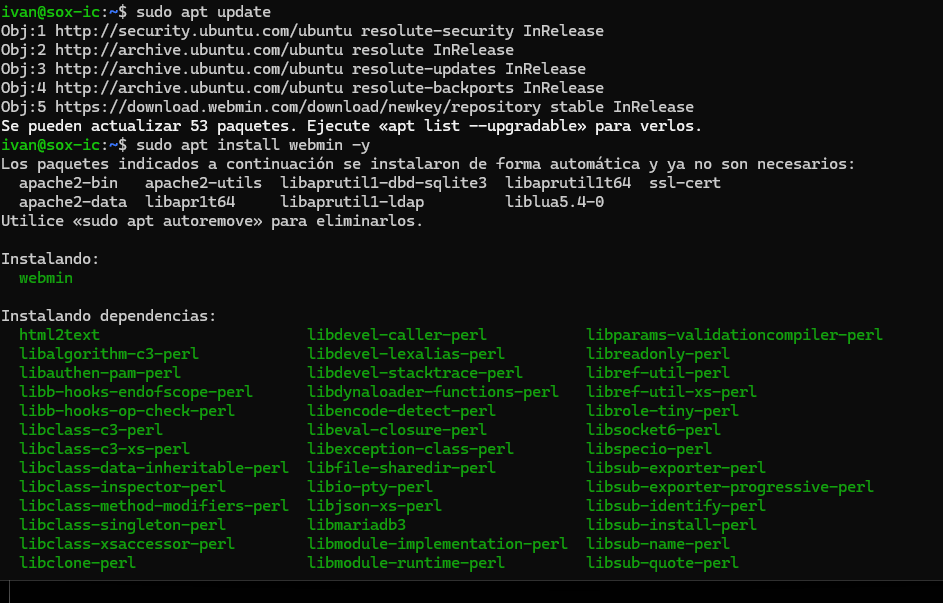 ivan@sox-ic:~$ sudo apt update
Obj:1 http://security.ubuntu.com/ubuntu resolute-security InRelease
Obj:2 http://archive.ubuntu.com/ubuntu resolute InRelease
Obj:3 http://archive.ubuntu.com/ubuntu resolute-updates InRelease
Obj:4 http://archive.ubuntu.com/ubuntu resolute-backports InRelease
Obj:5 https://download.webmin.com/download/newkey/repository stable InRelease
Se pueden actualizar 53 paquetes. Ejecute «apt list --upgradable» para verlos.
ivan@sox-ic:~$ sudo apt install webmin -y
Los paquetes indicados a continuación se instalaron de forma automática y ya no son necesarios:
  apache2-bin   apache2-utils  libaprutil1-dbd-sqlite3  libaprutil1t64  ssl-cert
  apache2-data  libapr1t64     libaprutil1-ldap         liblua5.4-0
Utilice «sudo apt autoremove» para eliminarlos.

Instalando:
  webmin

Instalando dependencias:
  html2text                       libdevel-caller-perl           libparams-validationcompiler-perl
  libalgorithm-c3-perl            libdevel-lexalias-perl         libreadonly-perl
  libauthen-pam-perl              libdevel-stacktrace-perl       libref-util-perl
  libb-hooks-endofscope-perl      libdynaloader-functions-perl   libref-util-xs-perl
  libb-hooks-op-check-perl        libencode-detect-perl          librole-tiny-perl
  libclass-c3-perl                libeval-closure-perl           libsocket6-perl
  libclass-c3-xs-perl             libexception-class-perl        libspecio-perl
  libclass-data-inheritable-perl  libfile-sharedir-perl          libsub-exporter-perl
  libclass-inspector-perl         libio-pty-perl                 libsub-exporter-progressive-perl
  libclass-method-modifiers-perl  libjson-xs-perl                libsub-identify-perl
  libclass-singleton-perl         libmariadb3                    libsub-install-perl
  libclass-xsaccessor-perl        libmodule-implementation-perl  libsub-name-perl
  libclone-perl                   libmodule-runtime-perl         libsub-quote-perl